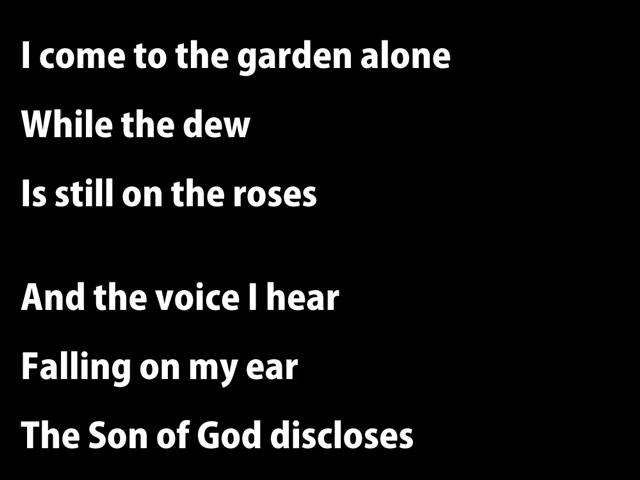 I come to the garden alone
While the dew
Is still on the roses
And the voice I hear
Falling on my ear
The Son of God discloses